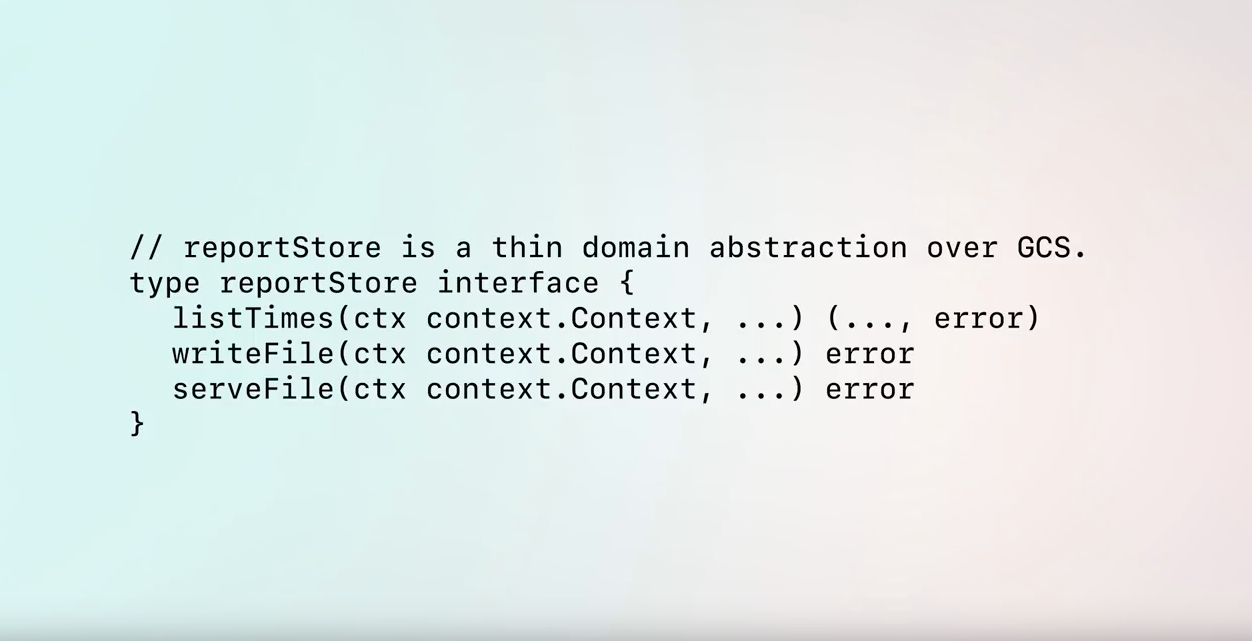 // reportStore is a thin domain abstraction over GCS.
type reportStore interface {
listTimes(ctx context.Context, ...) (..., error)
writeFile(ctx context.Context, ...) error
serveFile(ctx context.Context, ...) error
}